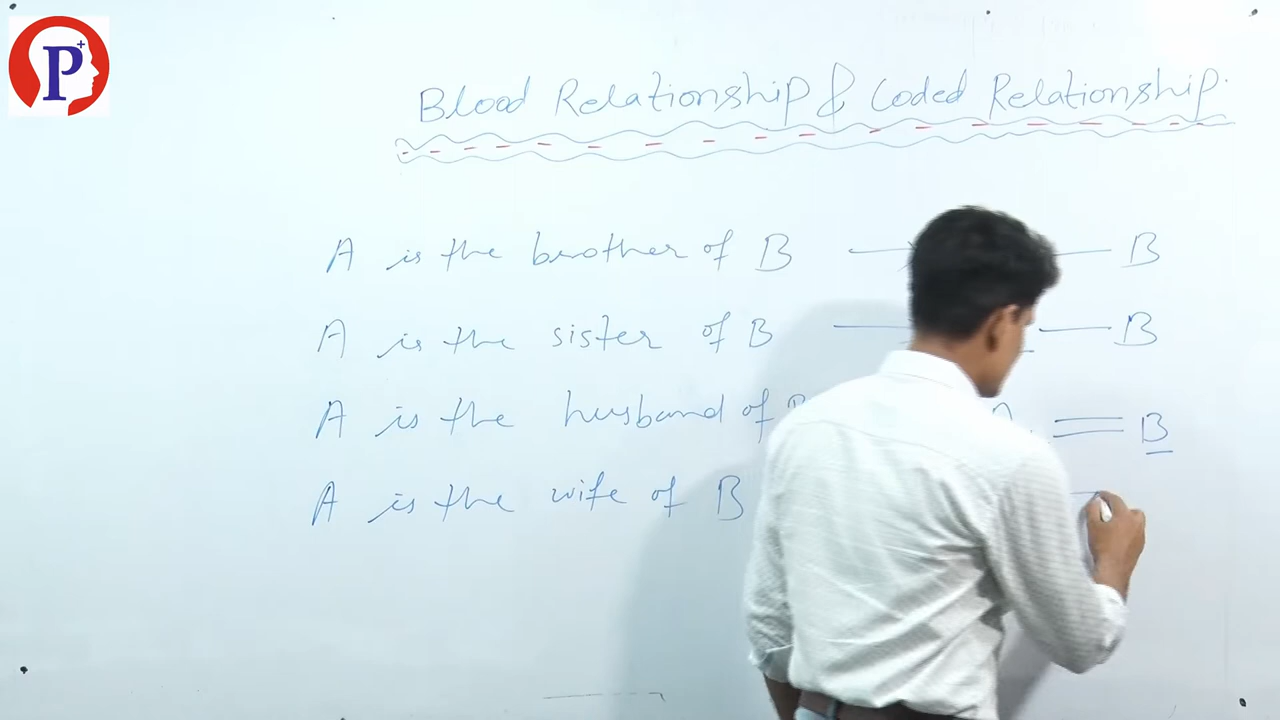 P+
Blood Relationship & Coded Relationship.
A is the brother of B — — B
A is the sister of B — — B
A is the husband of B A = B
A is the wife of B